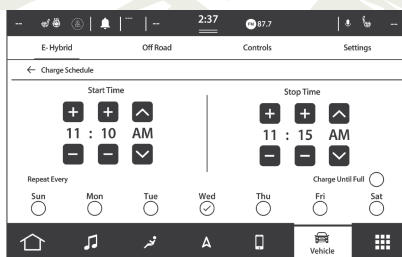 -- -- -- 2:37 FM 87.7 --
E- Hybrid Off Road Controls Settings
← Charge Schedule
Start Time Stop Time
+ + + +
11 : 10 AM 11 : 15 AM
Repeat Every Charge Until Full
Sun Mon Tue Wed Thu Fri Sat
Vehicle